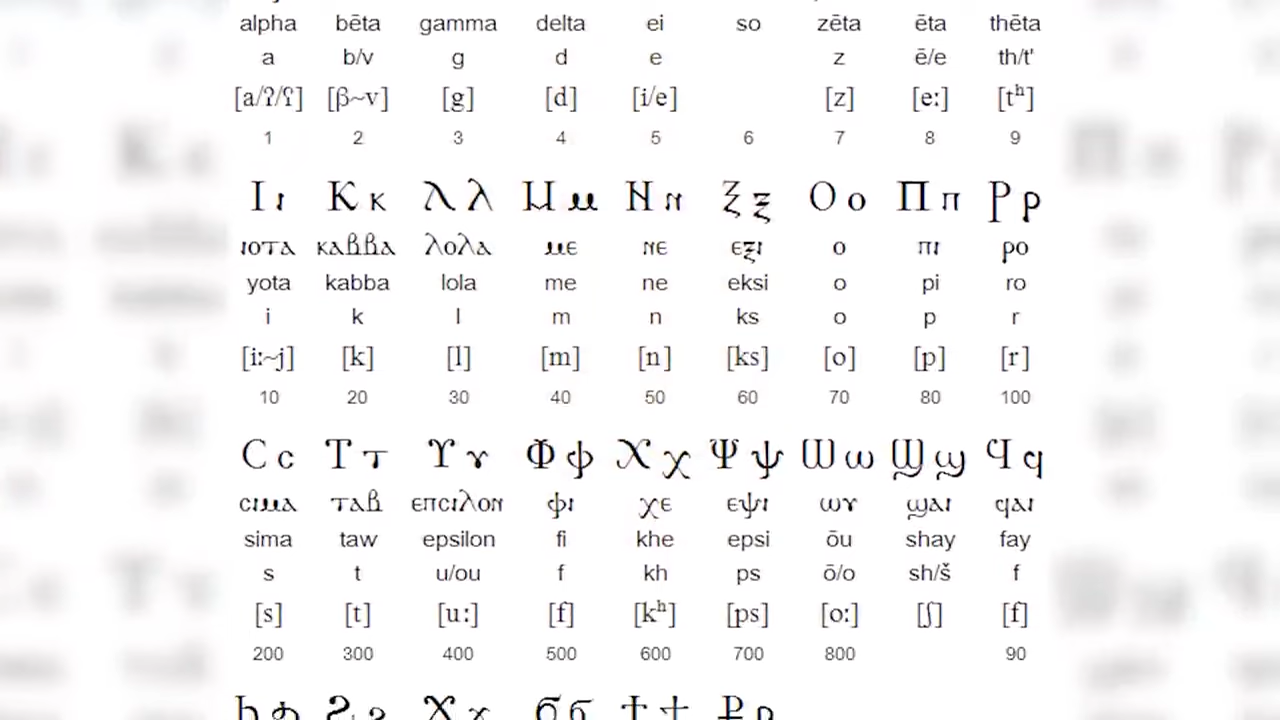 alpha bēta gamma delta ei so zēta ēta thēta
a b/v g d e z ē/e th/t'
[a/ʔ/ʕ] [β~v] [g] [d] [i/e] [z] [eː] [tʰ]
1 2 3 4 5 6 7 8 9
Ⲓ ⲓ Ⲕ ⲕ Ⲗ ⲗ Ⲙ ⲙ Ⲛ ⲛ Ⲝ ⲝ Ⲟ ⲟ Ⲡ ⲡ Ⲣ ⲣ
ⲓⲟⲧⲁ ⲕⲁⲃⲃⲁ ⲗⲟⲗⲁ ⲙⲉ ⲛⲉ ⲉⲝⲓ ⲟ ⲡⲓ ⲣⲟ
yota kabba lola me ne eksi o pi ro
i k l m n ks o p r
[iː~j] [k] [l] [m] [n] [ks] [o] [p] [r]
10 20 30 40 50 60 70 80 100
Ⲥ ⲥ Ⲧ ⲧ Ⲩ ⲩ Ⲫ ⲫ Ⲭ ⲭ Ⲯ ⲯ Ⲱ ⲱ Ϣ ϣ Ϥ ϥ
ⲥⲓⲙⲁ ⲧⲁⲃ ⲉⲡⲥⲓⲗⲟⲛ ⲫⲓ ⲭⲉ ⲉⲯⲓ ⲱⲩ ϣⲁⲓ ϥⲁⲓ
sima taw epsilon fi khe epsi ōu shay fay
s t u/ou f kh ps ō/o sh/š f
[s] [t] [uː] [f] [kʰ] [ps] [oː] [ʃ] [f]
200 300 400 500 600 700 800 90